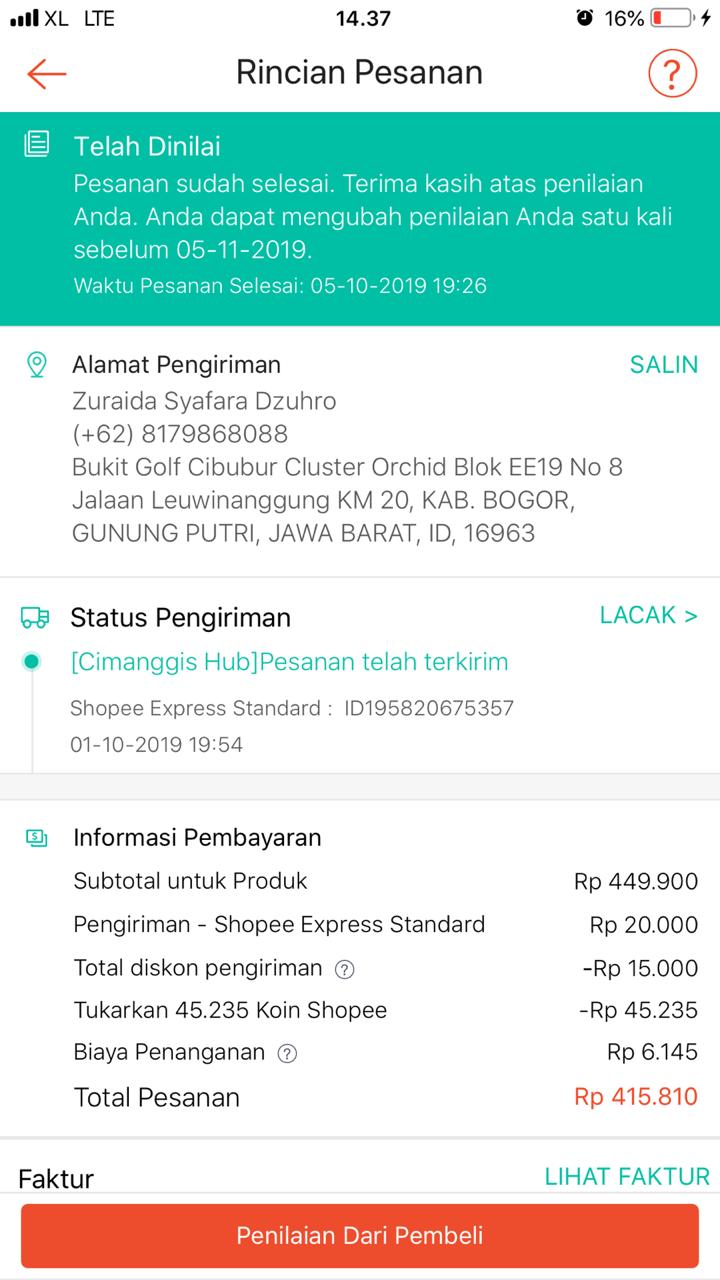 XL LTE 14.37 16%
Rincian Pesanan ?
Telah Dinilai
Pesanan sudah selesai. Terima kasih atas penilaian
Anda. Anda dapat mengubah penilaian Anda satu kali
sebelum 05-11-2019.
Waktu Pesanan Selesai: 05-10-2019 19:26
Alamat Pengiriman SALIN
Zuraida Syafara Dzuhro
(+62) 8179868088
Bukit Golf Cibubur Cluster Orchid Blok EE19 No 8
Jalaan Leuwinanggung KM 20, KAB. BOGOR,
GUNUNG PUTRI, JAWA BARAT, ID, 16963
Status Pengiriman LACAK >
[Cimanggis Hub]Pesanan telah terkirim
Shopee Express Standard : ID195820675357
01-10-2019 19:54
Informasi Pembayaran
Subtotal untuk Produk Rp 449.900
Pengiriman - Shopee Express Standard Rp 20.000
Total diskon pengiriman ? -Rp 15.000
Tukarkan 45.235 Koin Shopee -Rp 45.235
Biaya Penanganan ? Rp 6.145
Total Pesanan Rp 415.810
Faktur LIHAT FAKTUR
Penilaian Dari Pembeli